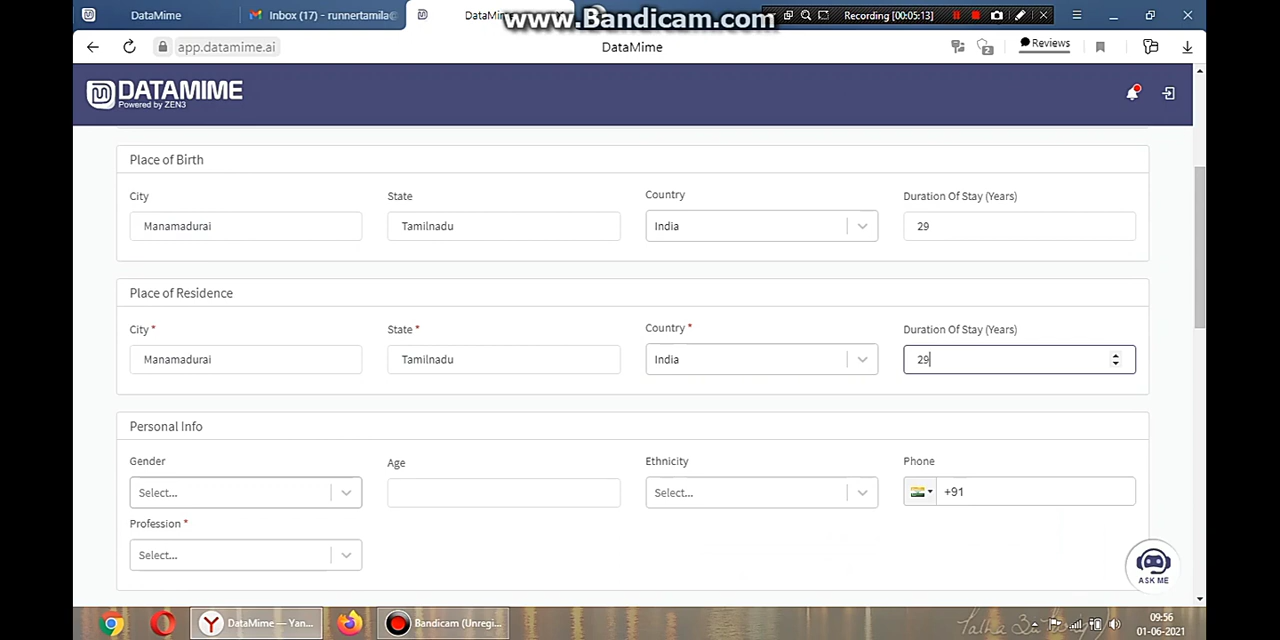 DataMime
Inbox (17) - runnertamila@
DataM
www.Bandicam.com
Recording [00:05:13]
app.datamime.ai
DataMime
2
Reviews
DATAMIME
Powered by ZEN3
Place of Birth
City
State
Country
Duration Of Stay (Years)
Manamadurai
Tamilnadu
India
29
Place of Residence
City *
State *
Country *
Duration Of Stay (Years)
Manamadurai
Tamilnadu
India
29
Personal Info
Gender
Age
Ethnicity
Phone
Select...
Select...
+91
Profession *
Select...
ASK ME
DataMime — Yan...
Bandicam (Unregi...
09:56
01-06-2021